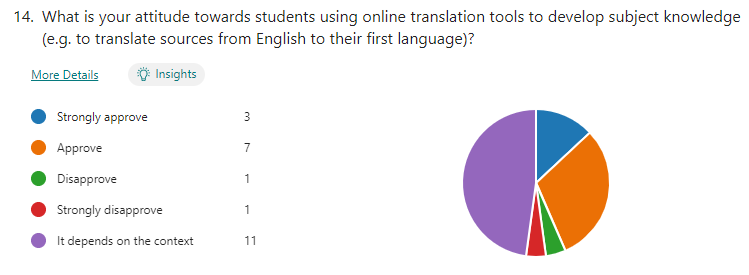 14. What is your attitude towards students using online translation tools to develop subject knowledge
(e.g. to translate sources from English to their first language)?
More Details
Insights
Strongly approve 3
Approve 7
Disapprove 1
Strongly disapprove 1
It depends on the context 11